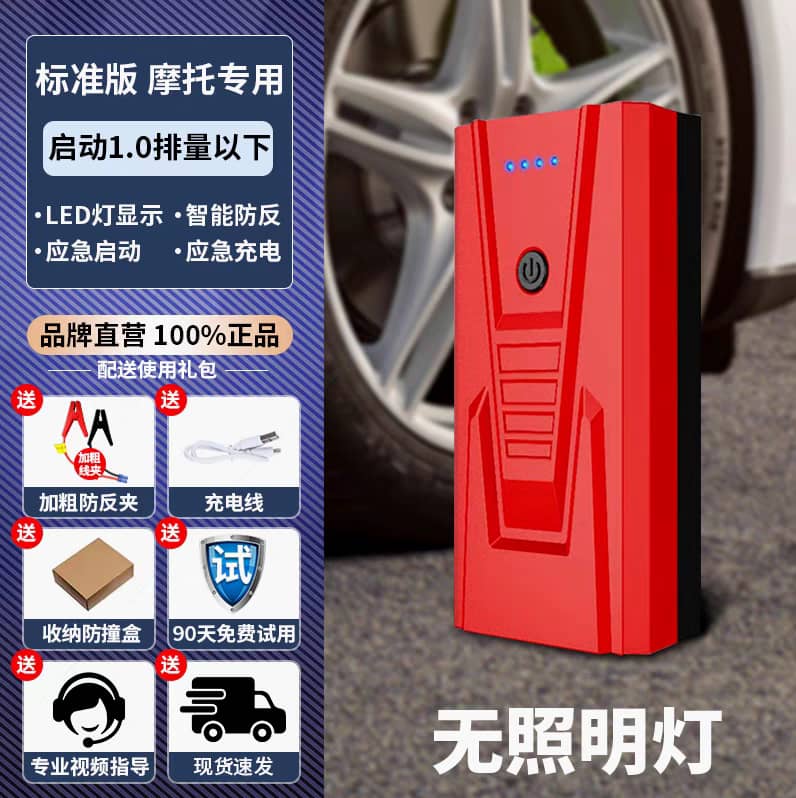 标准版 摩托专用
启动1.0排量以下
·LED灯显示 ·智能防反
·应急启动 ·应急充电
品牌直营 100%正品
配送使用礼包
送 送
加粗
线夹
加粗防反夹 充电线
送 送
试
收纳防撞盒 90天免费试用
送 送
专业视频指导 现货速发
无照明灯